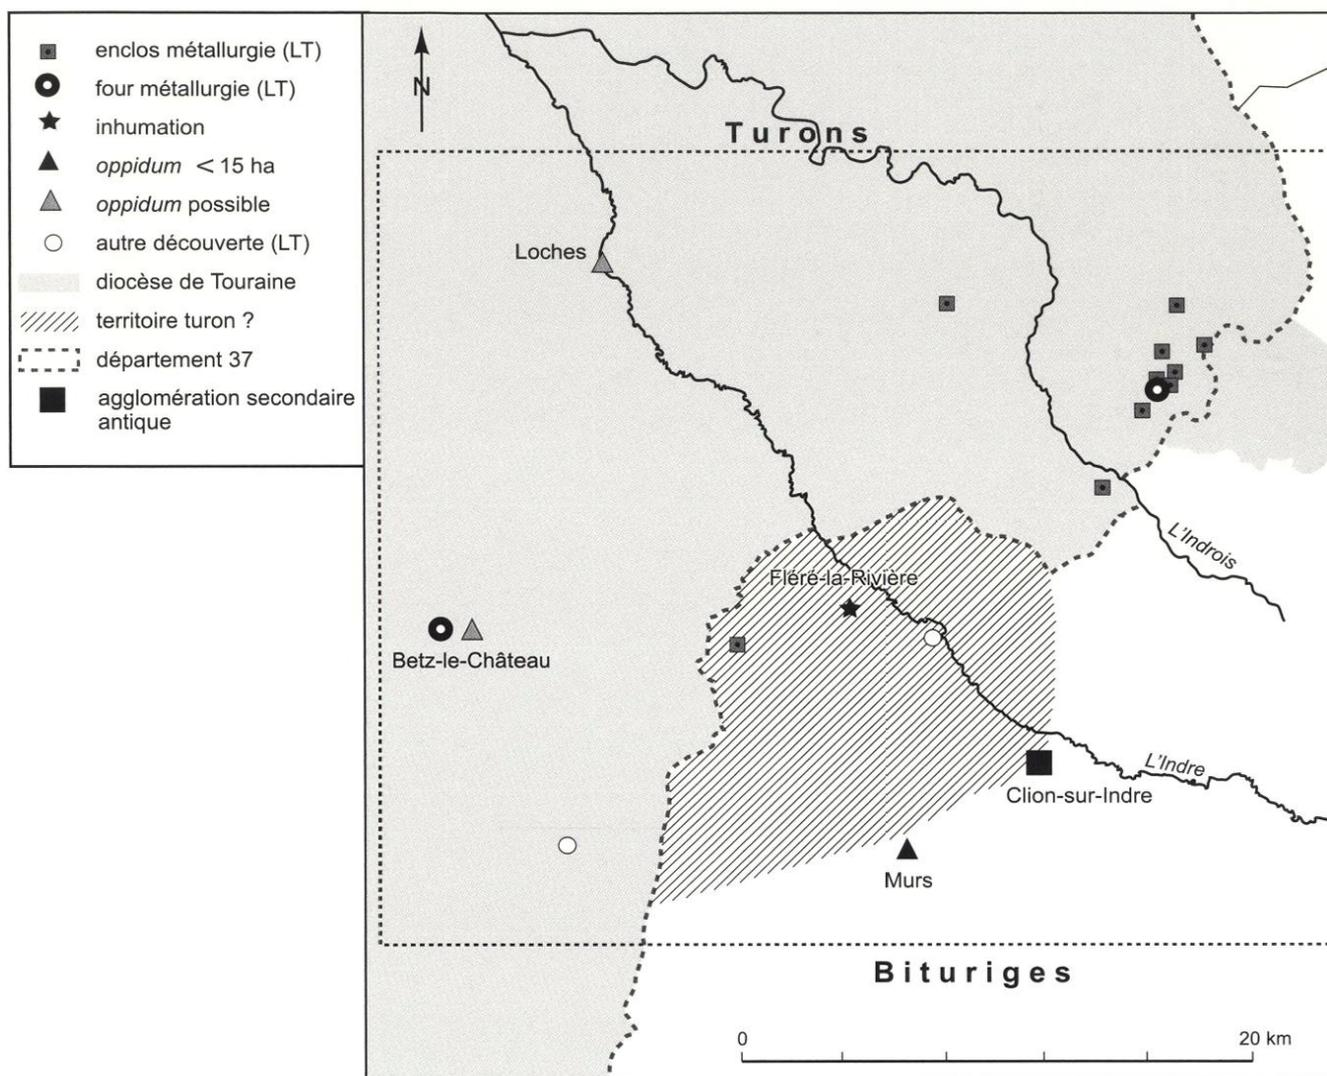 enclos métallurgie (LT)
four métallurgie (LT)
inhumation
oppidum < 15 ha
oppidum possible
autre découverte (LT)
diocèse de Touraine
territoire turon ?
département 37
agglomération secondaire
antique
N
Turons
Loches
L'Indrois
Fléré-la-Rivière
Betz-le-Château
L'Indre
Clion-sur-Indre
Murs
Bituriges
0
20 km